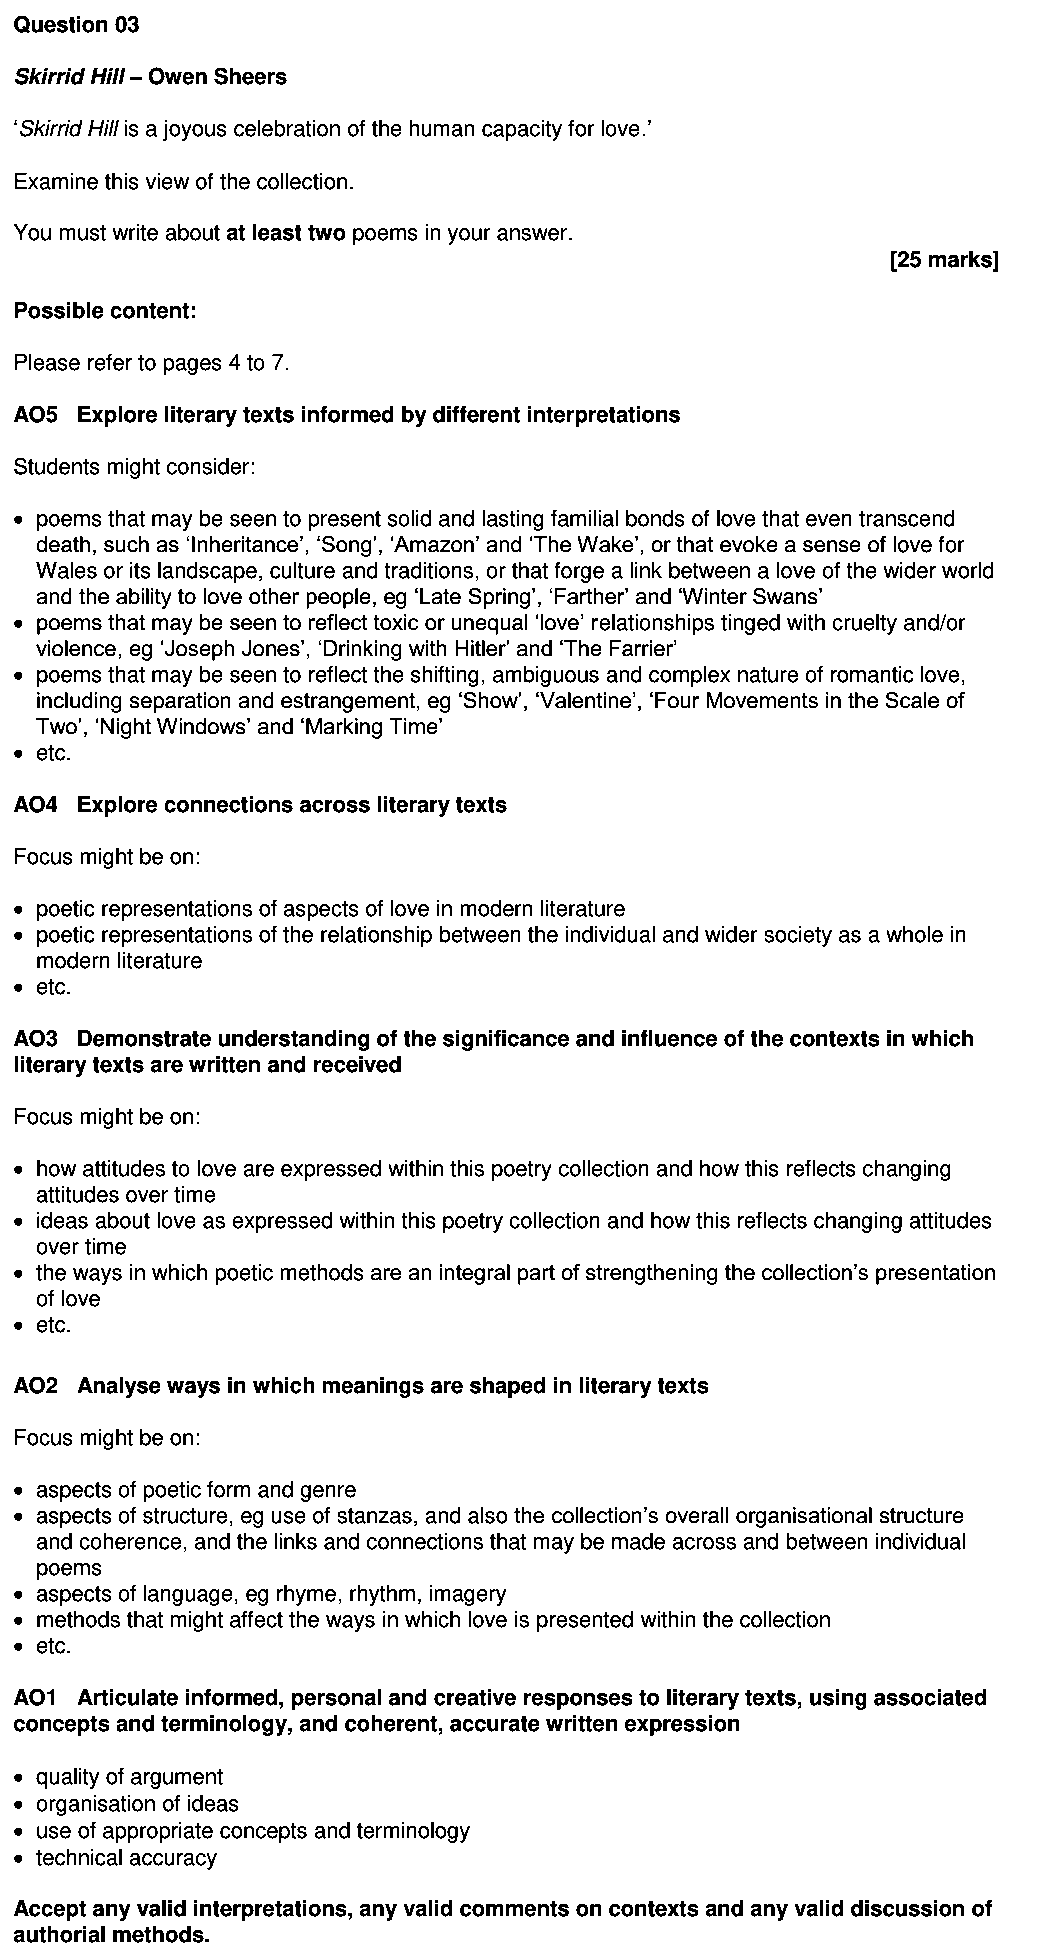 Question 03
Skirrid Hill – Owen Sheers
‘Skirrid Hill is a joyous celebration of the human capacity for love.’
Examine this view of the collection.
You must write about at least two poems in your answer.
[25 marks]
Possible content:
Please refer to pages 4 to 7.
AO5 Explore literary texts informed by different interpretations
Students might consider:
• poems that may be seen to present solid and lasting familial bonds of love that even transcend
death, such as ‘Inheritance’, ‘Song’, ‘Amazon’ and ‘The Wake’, or that evoke a sense of love for
Wales or its landscape, culture and traditions, or that forge a link between a love of the wider world
and the ability to love other people, eg ‘Late Spring’, ‘Farther’ and ‘Winter Swans’
• poems that may be seen to reflect toxic or unequal ‘love’ relationships tinged with cruelty and/or
violence, eg ‘Joseph Jones’, ‘Drinking with Hitler’ and ‘The Farrier’
• poems that may be seen to reflect the shifting, ambiguous and complex nature of romantic love,
including separation and estrangement, eg ‘Show’, ‘Valentine’, ‘Four Movements in the Scale of
Two’, ‘Night Windows’ and ‘Marking Time’
• etc.
AO4 Explore connections across literary texts
Focus might be on:
• poetic representations of aspects of love in modern literature
• poetic representations of the relationship between the individual and wider society as a whole in
modern literature
• etc.
AO3 Demonstrate understanding of the significance and influence of the contexts in which
literary texts are written and received
Focus might be on:
• how attitudes to love are expressed within this poetry collection and how this reflects changing
attitudes over time
• ideas about love as expressed within this poetry collection and how this reflects changing attitudes
over time
• the ways in which poetic methods are an integral part of strengthening the collection’s presentation
of love
• etc.
AO2 Analyse ways in which meanings are shaped in literary texts
Focus might be on:
• aspects of poetic form and genre
• aspects of structure, eg use of stanzas, and also the collection’s overall organisational structure
and coherence, and the links and connections that may be made across and between individual
poems
• aspects of language, eg rhyme, rhythm, imagery
• methods that might affect the ways in which love is presented within the collection
• etc.
AO1 Articulate informed, personal and creative responses to literary texts, using associated
concepts and terminology, and coherent, accurate written expression
• quality of argument
• organisation of ideas
• use of appropriate concepts and terminology
• technical accuracy
Accept any valid interpretations, any valid comments on contexts and any valid discussion of
authorial methods.